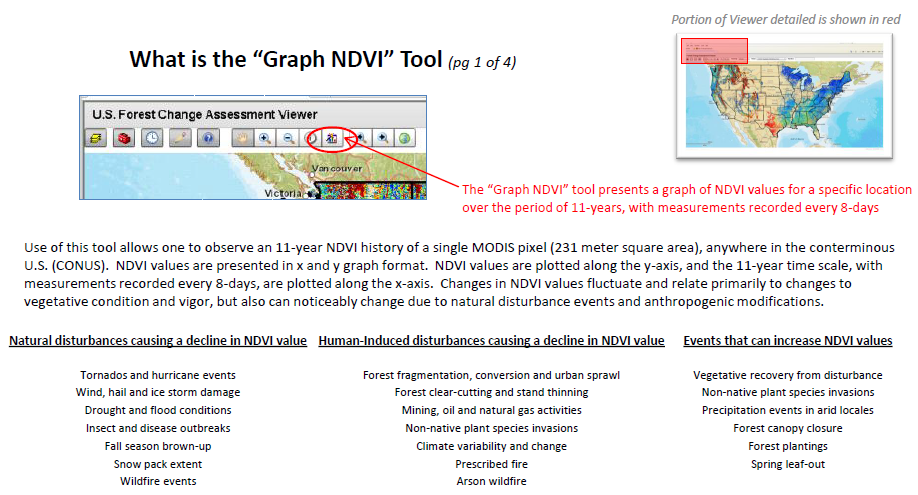 Portion of Viewer detailed is shown in red
What is the “Graph NDVI” Tool (pg 1 of 4)
U.S. Forest Change Assessment Viewer
Vancouver
Victoria
The “Graph NDVI” tool presents a graph of NDVI values for a specific location
over the period of 11-years, with measurements recorded every 8-days
Use of this tool allows one to observe an 11-year NDVI history of a single MODIS pixel (231 meter square area), anywhere in the conterminous
U.S. (CONUS).  NDVI values are presented in x and y graph format.  NDVI values are plotted along the y-axis, and the 11-year time scale, with
measurements recorded every 8-days, are plotted along the x-axis.  Changes in NDVI values fluctuate and relate primarily to changes to
vegetative condition and vigor, but also can noticeably change due to natural disturbance events and anthropogenic modifications.
Natural disturbances causing a decline in NDVI value
Tornados and hurricane events
Wind, hail and ice storm damage
Drought and flood conditions
Insect and disease outbreaks
Fall season brown-up
Snow pack extent
Wildfire events
Human-Induced disturbances causing a decline in NDVI value
Forest fragmentation, conversion and urban sprawl
Forest clear-cutting and stand thinning
Mining, oil and natural gas activities
Non-native plant species invasions
Climate variability and change
Prescribed fire
Arson wildfire
Events that can increase NDVI values
Vegetative recovery from disturbance
Non-native plant species invasions
Precipitation events in arid locales
Forest canopy closure
Forest plantings
Spring leaf-out